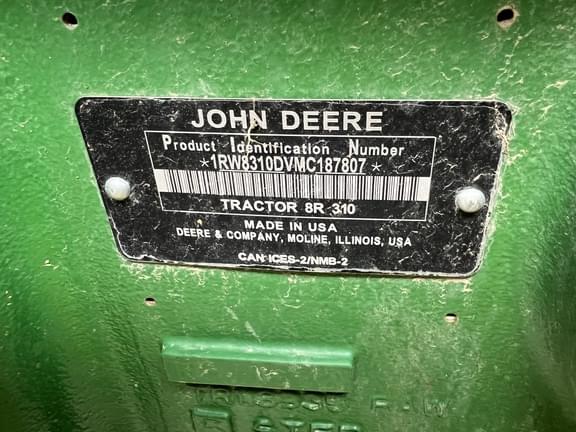 JOHN DEERE
Product Identification Number
*1RW8310DVMC187807*
TRACTOR 8R 310
MADE IN USA
DEERE & COMPANY, MOLINE, ILLINOIS, USA
CAN ICES-2/NMB-2